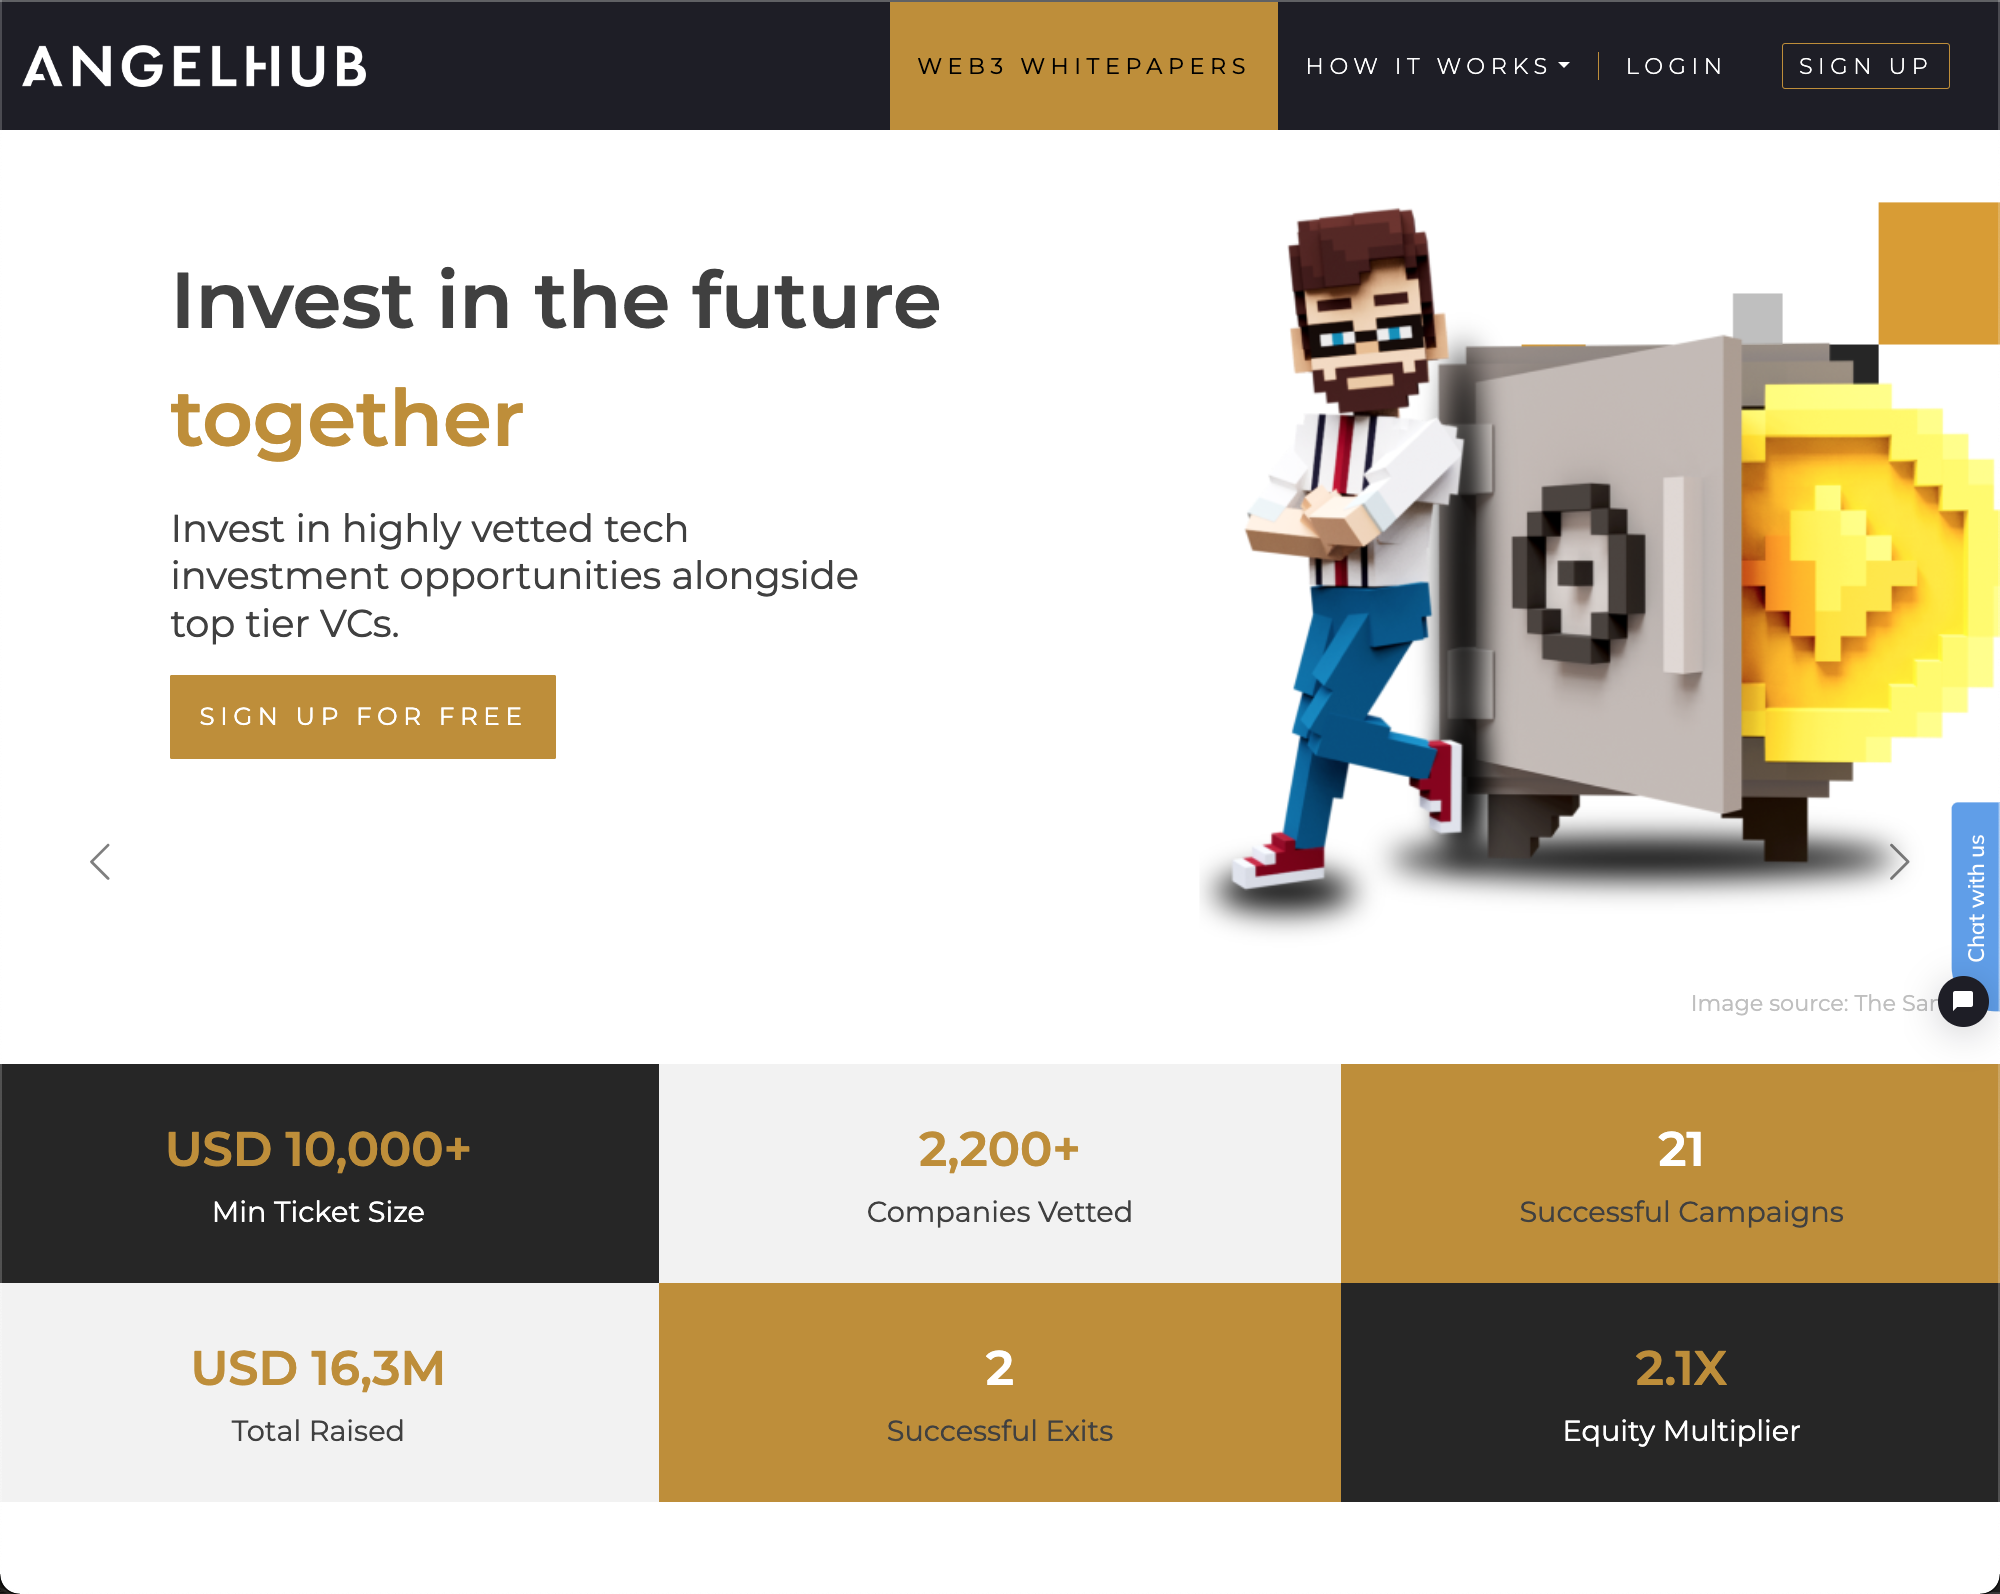 ANGELHUB
WEB3 WHITEPAPERS
HOW IT WORKS
LOGIN
SIGN UP
Invest in the future
together
Invest in highly vetted tech
investment opportunities alongside
top tier VCs.
SIGN UP FOR FREE
Chat with us
Image source: The
USD 10,000+
Min Ticket Size
2,200+
Companies Vetted
21
Successful Campaigns
USD 16,3M
Total Raised
2
Successful Exits
2.1X
Equity Multiplier